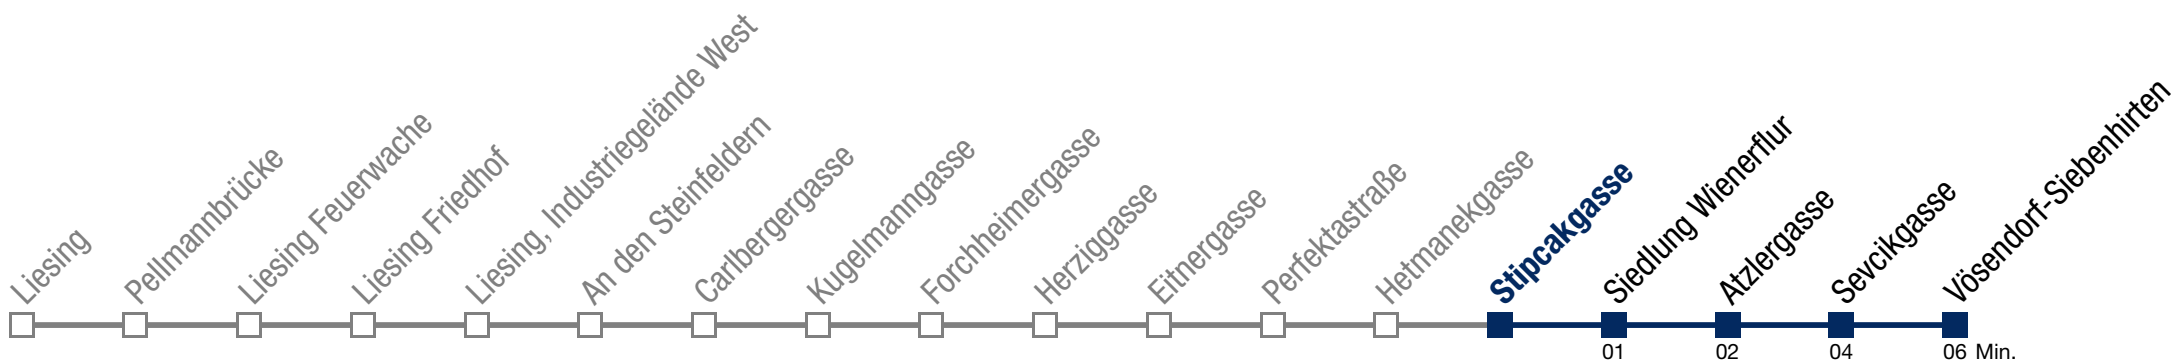 Liesing
Pellmannbrücke
Liesing Feuerwache
Liesing Friedhof
Liesing, Industriegelände West
An den Steinfeldern
Carlbergergasse
Kugelmanngasse
Forchheimergasse
Herziggasse
Eitnergasse
Perfektastraße
Hetmanekgasse
Stipcakgasse
Siedlung Wienerflur
Atzlergasse
Sevcikgasse
Vösendorf-Siebenhirten
01 02 04 06 Min.